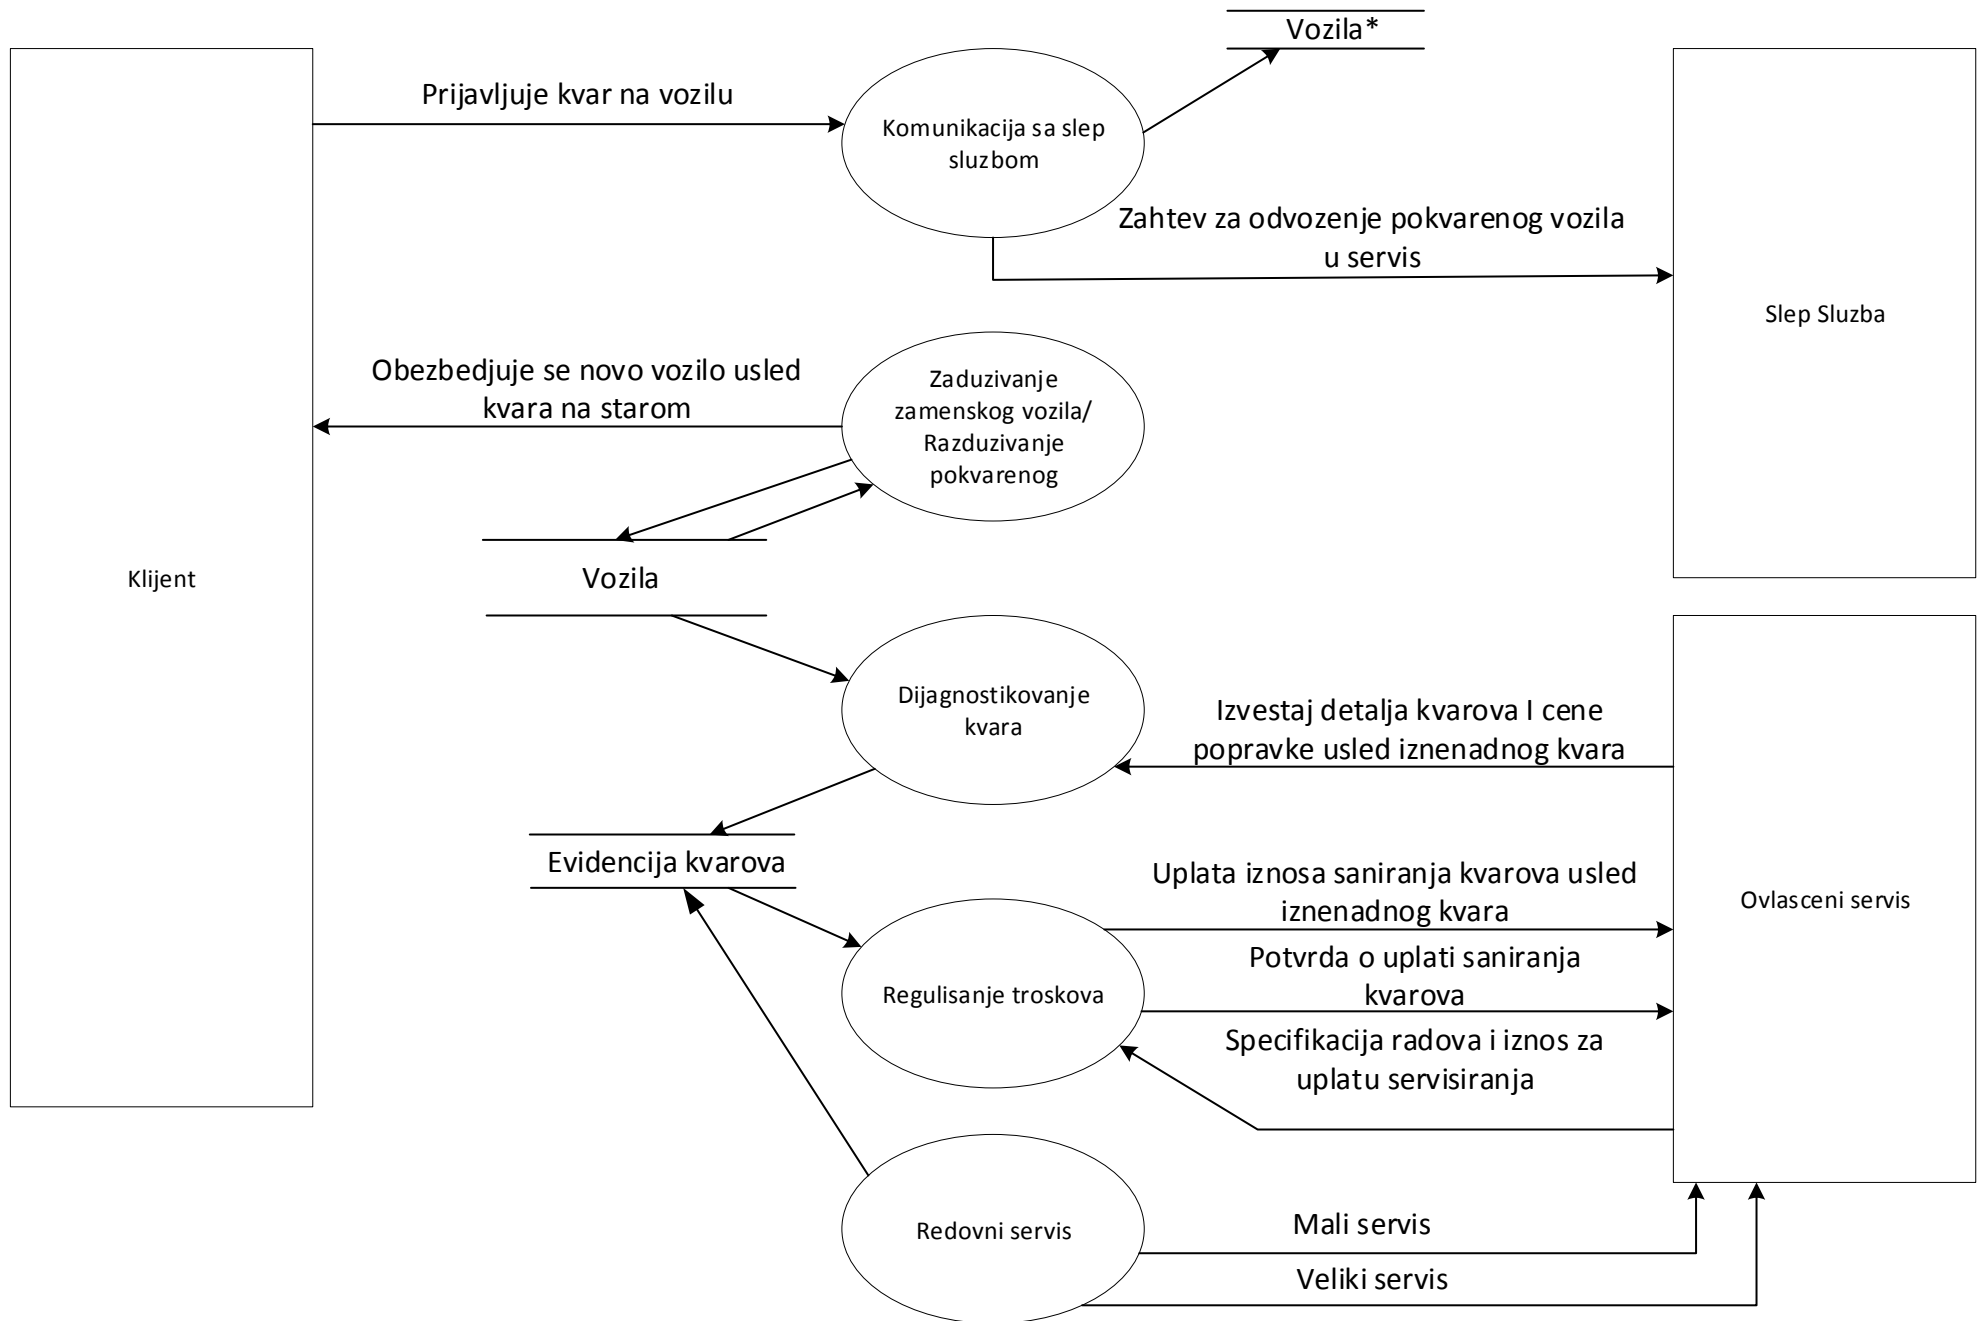 Vozila*
Prijavljuje kvar na vozilu
Komunikacija sa slep
sluzbom
Zahtev za odvozenje pokvarenog vozila
u servis
Slep Sluzba
Obezbedjuje se novo vozilo usled
kvara na starom
Zaduzivanje
zamenskog vozila/
Razduzivanje
pokvarenog
Klijent
Vozila
Dijagnostikovanje
kvara
Izvestaj detalja kvarova I cene
popravke usled iznenadnog kvara
Evidencija kvarova
Uplata iznosa saniranja kvarova usled
iznenadnog kvara
Ovlasceni servis
Potvrda o uplati saniranja
kvarova
Regulisanje troskova
Specifikacija radova i iznos za
uplatu servisiranja
Redovni servis
Mali servis
Veliki servis